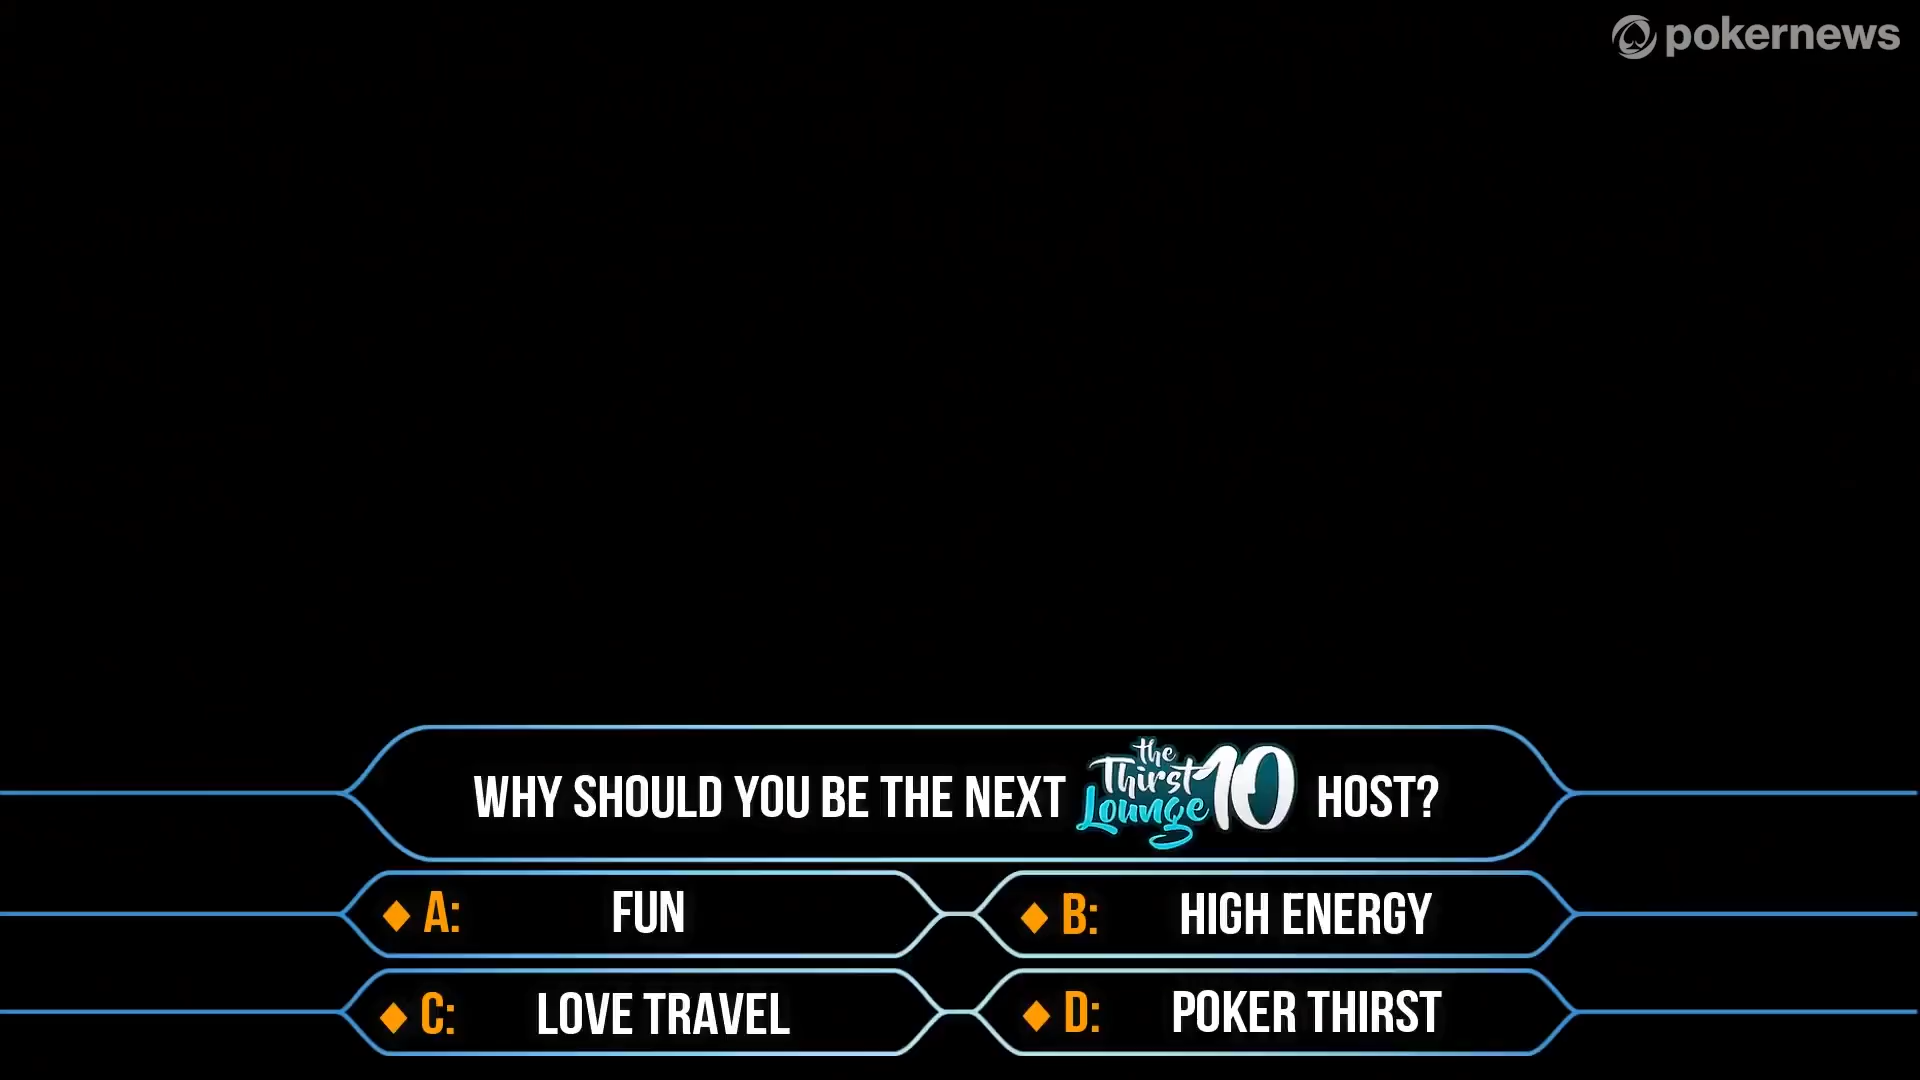 pokernews
WHY SHOULD YOU BE THE NEXT the Thirst Lounge 10 HOST?
A: FUN
B: HIGH ENERGY
C: LOVE TRAVEL
D: POKER THIRST